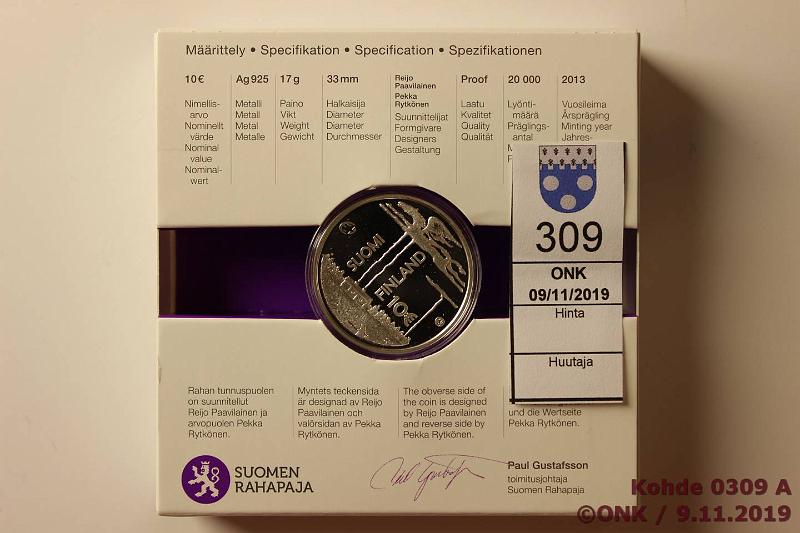 Määrittely • Specifikation • Specification • Spezifikationen
10 €
Nimellis-
arvo
Nominellt
värde
Nominal
value
Nominal-
wert
Ag 925
Metalli
Metall
Metal
Metalle
17 g
Paino
Vikt
Weight
Gewicht
33 mm
Halkaisija
Diameter
Diameter
Durchmesser
Reijo
Paavilainen
Pekka
Rytkönen
Suunnittelijat
Formgivare
Designers
Gestaltung
Proof
Laatu
Kvalitet
Quality
Qualität
20 000
Lyönti-
määrä
Präglings-
antal
2013
Vuosileima
Årsprägling
Minting year
Jahres-
SUOMI
FINLAND
10€
309
ONK
09/11/2019
Hinta
Huutaja
Rahan tunnuspuolen
on suunnitellut
Reijo Paavilainen ja
arvopuolen Pekka
Rytkönen.
Myntets teckensida
är designad av Reijo
Paavilainen och
valörsidan av Pekka
Rytkönen.
The obverse side of
the coin is designed
by Reijo Paavilainen
and reverse side by
Pekka Rytkönen.
und die Wertseite
Pekka Rytkönen.
SUOMEN
RAHAPAJA
Paul Gustafsson
toimitusjohtaja
Suomen Rahapaja
Kohde 0309 A
©ONK / 9.11.2019